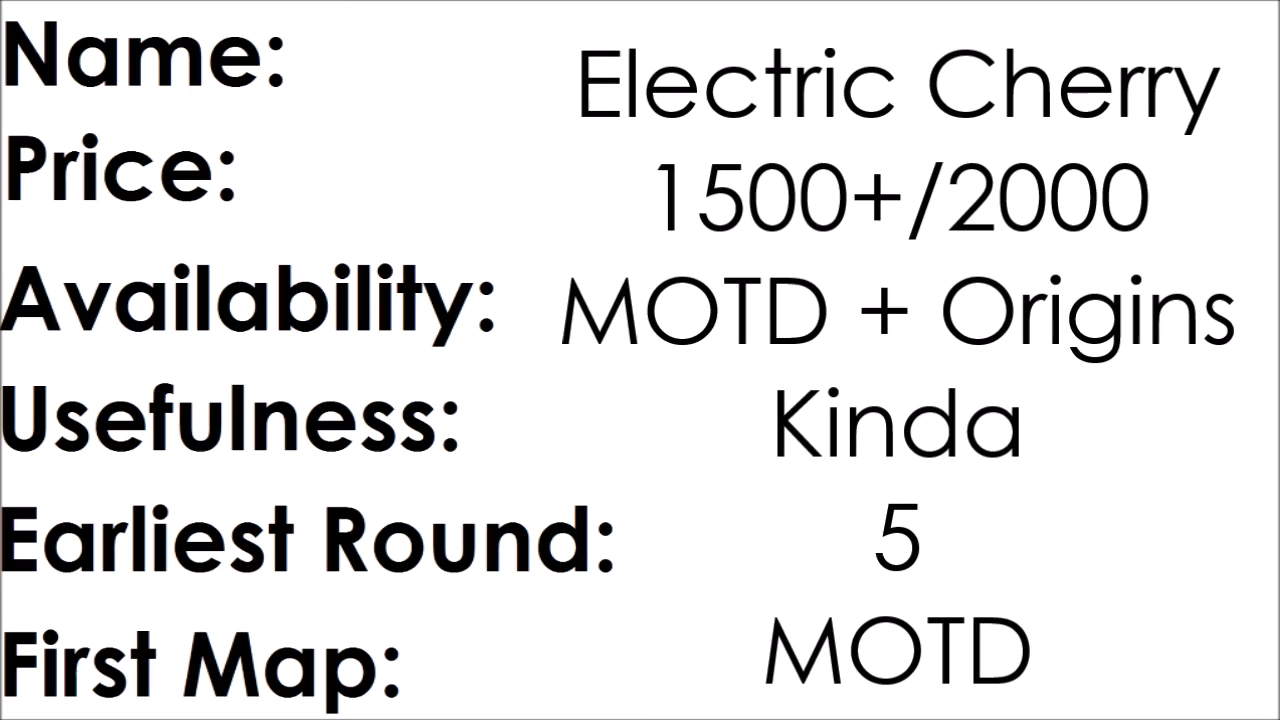 Name: Electric Cherry
Price: 1500+/2000
Availability: MOTD + Origins
Usefulness: Kinda
Earliest Round: 5
First Map: MOTD